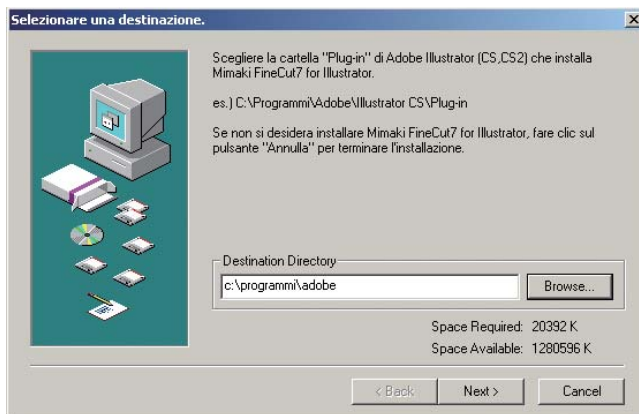 Selezionare una destinazione.
Scegliere la cartella "Plug-in" di Adobe Illustrator (CS,CS2) che installa
Mimaki FineCut7 for Illustrator.
es.) C:\Programmi\Adobe\Illustrator CS\Plug-in
Se non si desidera installare Mimaki FineCut7 for Illustrator, fare clic sul
pulsante "Annulla" per terminare l'installazione.
Destination Directory
c:\programmi\adobe
Browse...
Space Required: 20392 K
Space Available: 1280596 K
< Back
Next >
Cancel